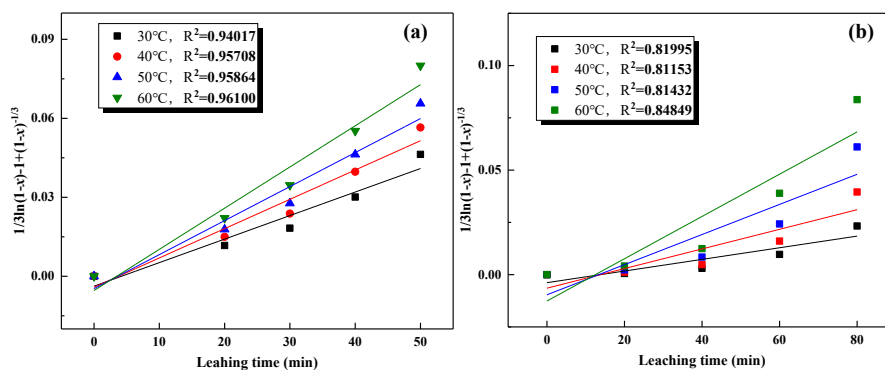 (a)
30℃, R²=0.94017
40℃, R²=0.95708
50℃, R²=0.95864
60℃, R²=0.96100
0.09
0.06
0.03
0.00
1/3ln(1-x)-1+(1-x)^-1/3
0 10 20 30 40 50
Leahing time (min)
(b)
30℃, R²=0.81995
40℃, R²=0.81153
50℃, R²=0.81432
60℃, R²=0.84849
0.10
0.05
0.00
1/3ln(1-x)-1+(1-x)^-1/3
0 20 40 60 80
Leaching time (min)